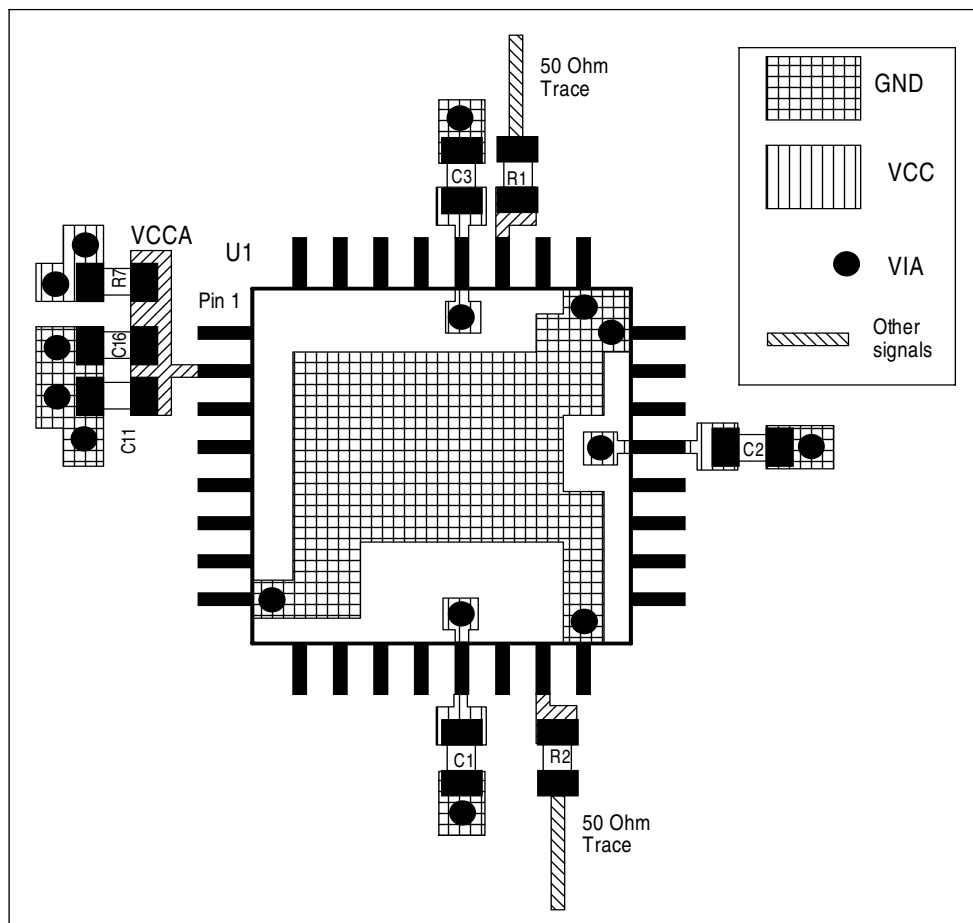 50 Ohm
Trace
GND
C3
R1
VCC
VCCA
U1
R7
VIA
Pin 1
C16
Other
signals
C11
C2
C1
R2
50 Ohm
Trace